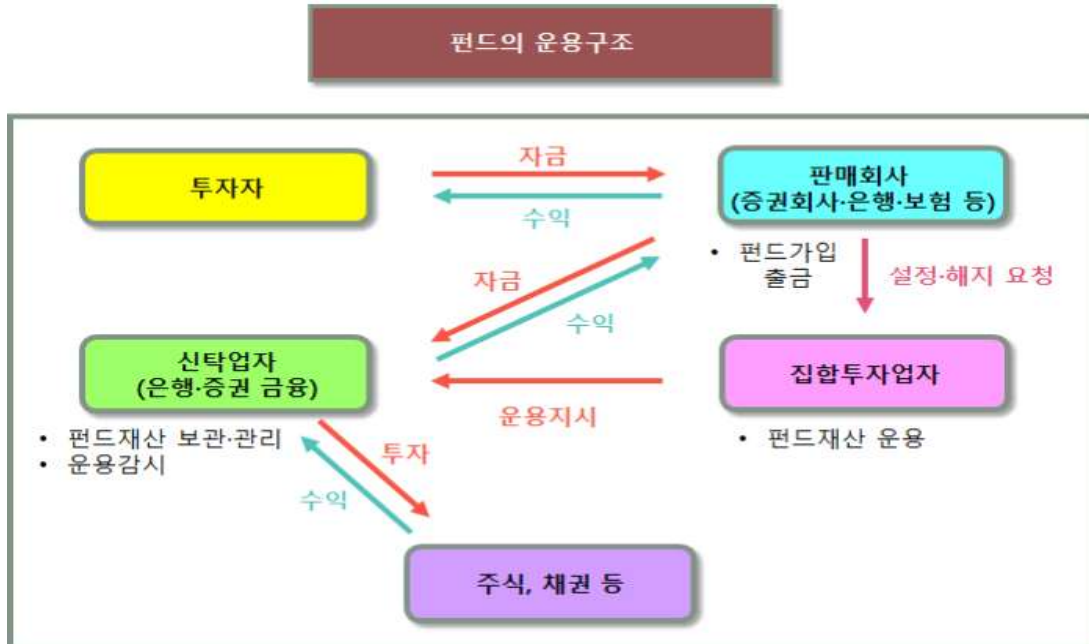 펀드의 운용구조
투자자
자금
수익
판매회사
(증권회사·은행·보험 등)
• 펀드가입
출금
설정·해지 요청
자금
수익
신탁업자
(은행·증권 금융)
• 펀드재산 보관·관리
• 운용감시
운용지시
집합투자업자
• 펀드재산 운용
투자
수익
주식, 채권 등